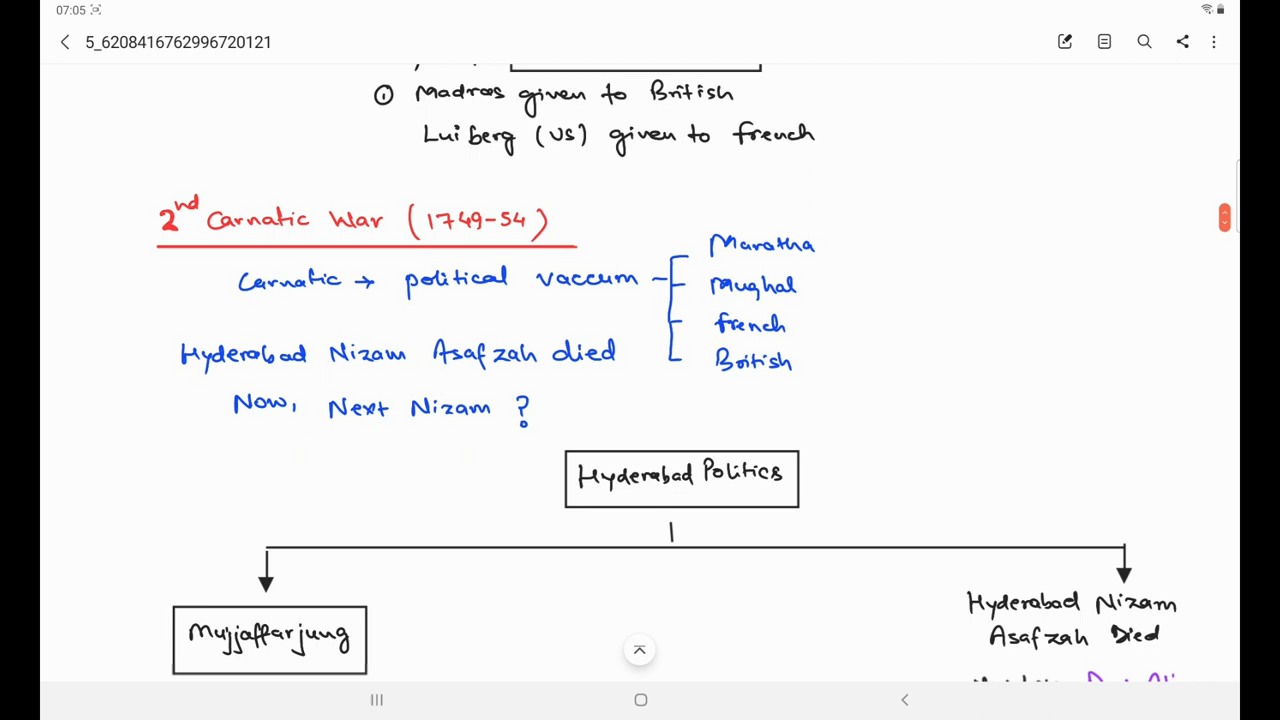 07:05
5_6208416762996720121
① Madras given to British
Luiberg (US) given to french
2nd Carnatic War (1749-54)
Carnatic → political vaccum
Maratha
Mughal
french
British
Hyderabad Nizam Asafzah died
Now, Next Nizam ?
Hyderabad Politics
Mujjaffarjung
Hyderabad Nizam
Asafzah Died